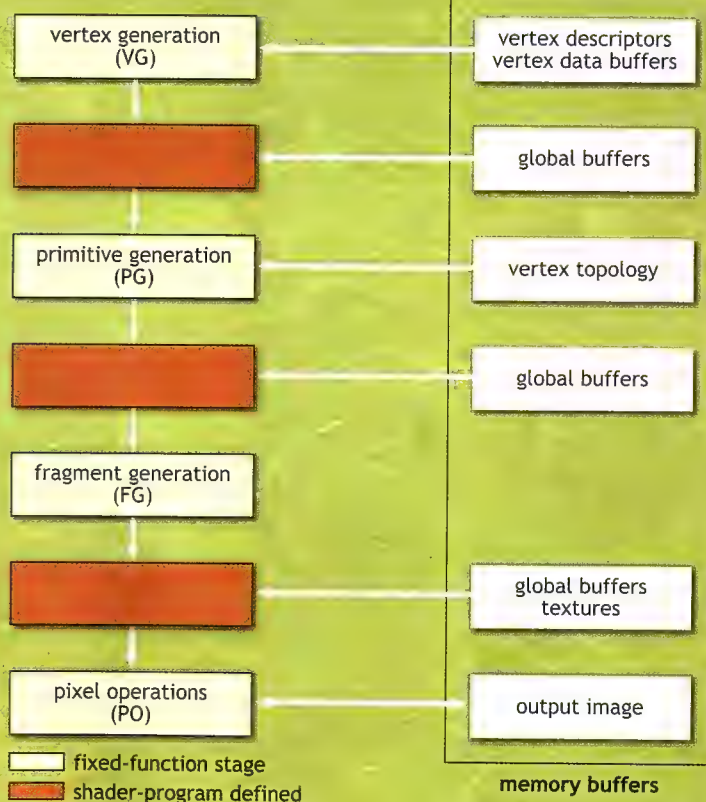 vertex generation
(VG)
vertex descriptors
vertex data buffers
global buffers
primitive generation
(PG)
vertex topology
global buffers
fragment generation
(FG)
global buffers
textures
pixel operations
(PO)
output image
fixed-function stage
shader-program defined
memory buffers